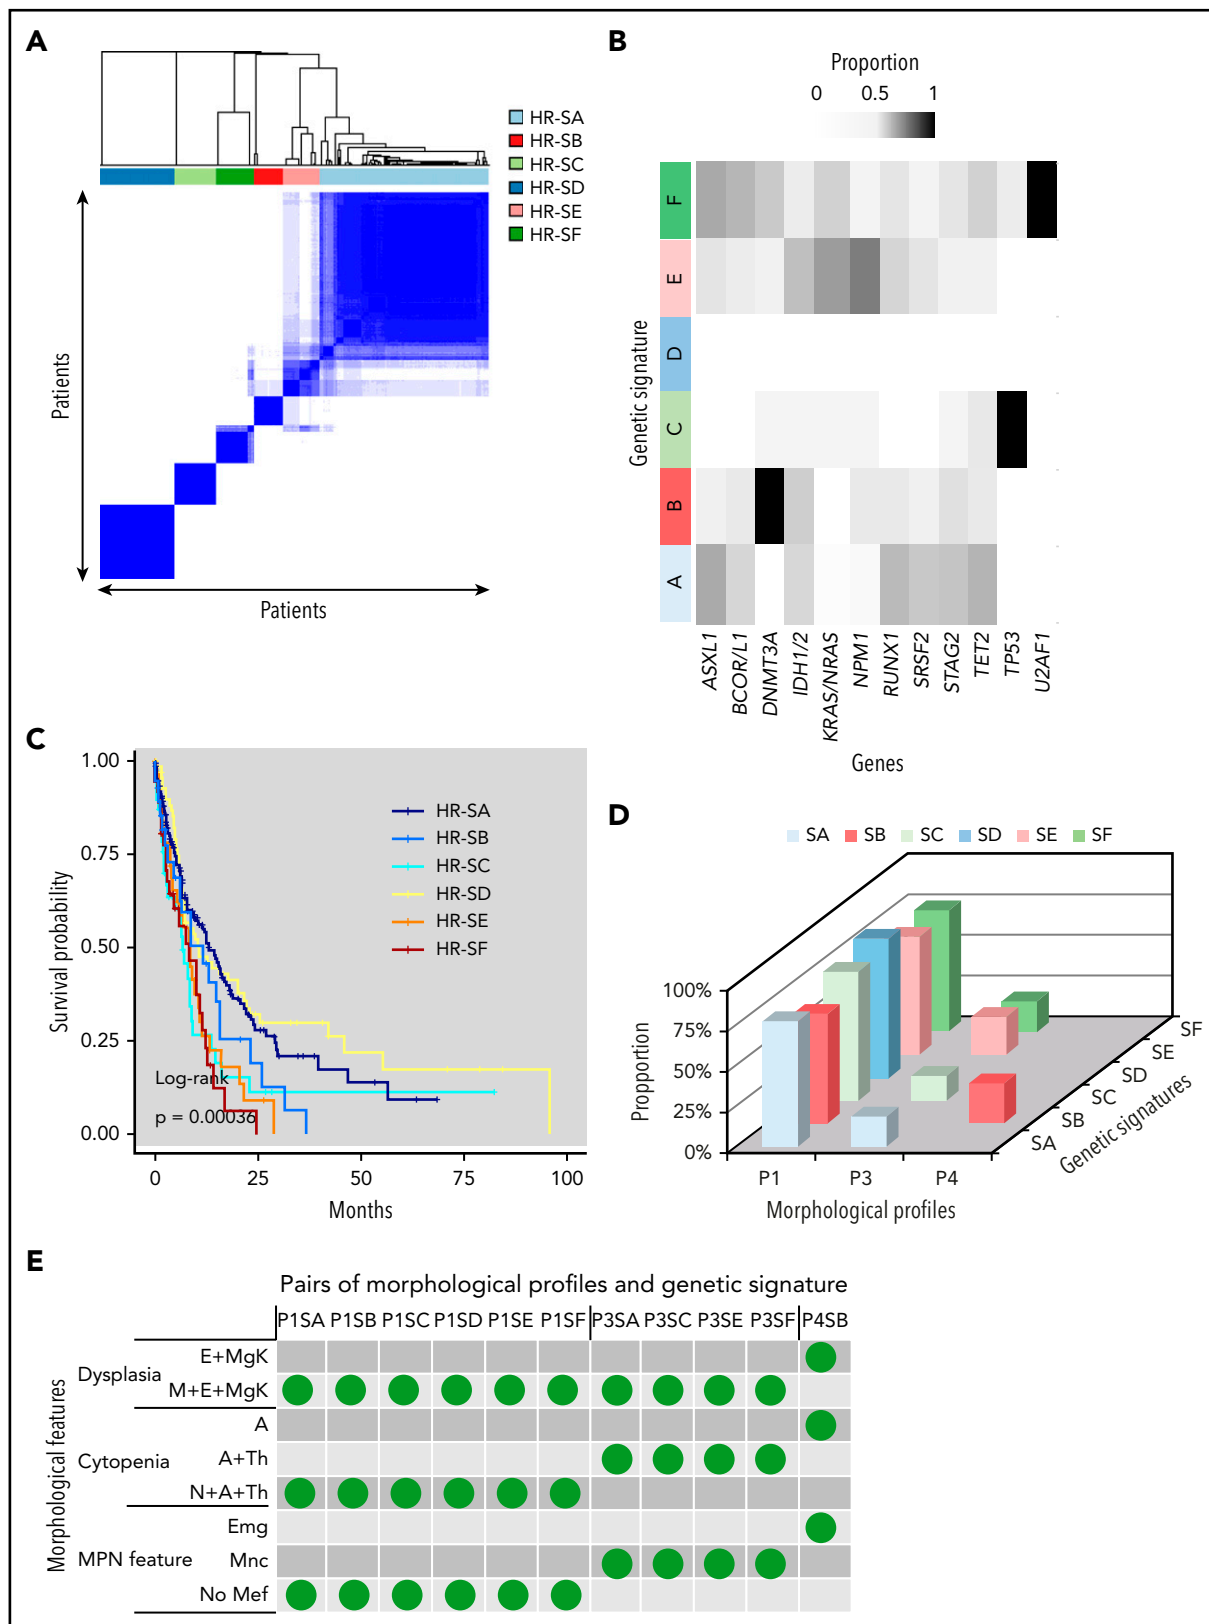 A
HR-SA
HR-SB
HR-SC
HR-SD
HR-SE
HR-SF
Patients
Patients
B
Proportion
0 0.5 1
Genetic signature
F
E
D
C
B
A
ASXL1
BCOR/L1
DNMT3A
IDH1/2
KRAS/NRAS
NPM1
RUNX1
SRSF2
STAG2
TET2
TP53
U2AF1
Genes
C
Survival probability
1.00
0.75
0.50
0.25
0.00
HR-SA
HR-SB
HR-SC
HR-SD
HR-SE
HR-SF
Log-rank
p = 0.00036
0 25 50 75 100
Months
D
SA SB SC SD SE SF
Proportion
100%
75%
50%
25%
0%
P1 P3 P4
Morphological profiles
SA
SB
SC
SD
SE
SF
Genetic signatures
E
Pairs of morphological profiles and genetic signature
P1SA P1SB P1SC P1SD P1SE P1SF P3SA P3SC P3SE P3SF P4SB
Morphological features
Dysplasia
E+MgK
M+E+MgK
Cytopenia
A
A+Th
N+A+Th
MPN feature
Emg
Mnc
No Mef